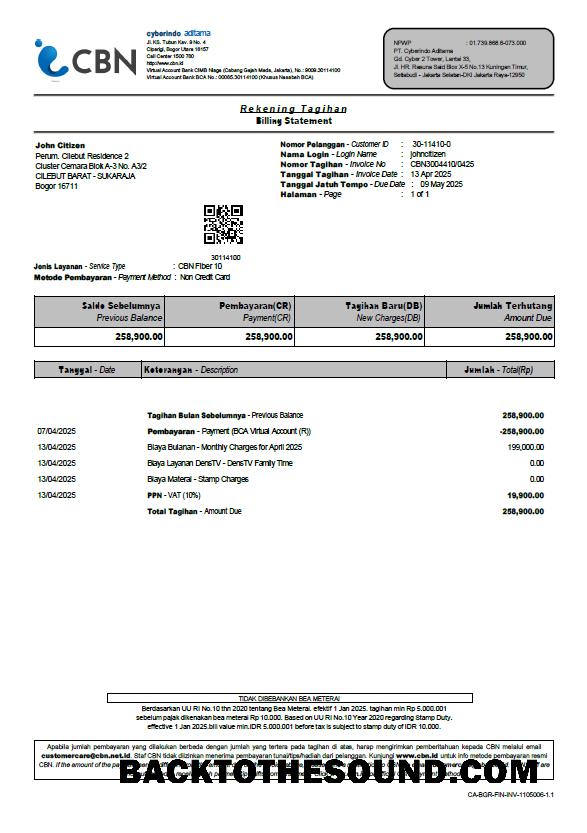 CBN
cyberindo aditama
Jl. KS. Tubun Kav. 9 No. 4
Ciparigi, Bogor Utara 16157
Call Center 1500 780
http://www.cbn.id
Virtual Account Bank CIMB Niaga (Cabang Gajah Mada, Jakarta), No.: 9009.30114100
Virtual Account Bank BCA No : 00085.30114100 (Khusus Nasabah BCA)
NPWP : 01.739.868.6-073.000
PT. Cyberindo Aditama
Gd. Cyber 2 Tower, Lantai 33,
Jl. HR. Rasuna Said Blox X-5 No.13 Kuningan Timur,
Setiabudi - Jakarta Selatan-DKI Jakarta Raya-12950
Rekening Tagihan
Billing Statement
John Citizen
Perum. Cilebut Residence 2
Cluster Cemara Blok A-3 No. A3/2
CILEBUT BARAT - SUKARAJA
Bogor 16711
Nomor Pelanggan - Customer ID : 30-11410-0
Nama Login - Login Name : johncitizen
Nomor Tagihan - Invoice No : CBN3004410/0425
Tanggal Tagihan - Invoice Date : 13 Apr 2025
Tanggal Jatuh Tempo - Due Date : 09 May 2025
Halaman - Page : 1 of 1
30114100
Jenis Layanan - Service Type : CBN Fiber 10
Metode Pembayaran - Payment Method : Non Credit Card
Saldo Sebelumnya Pembayaran(CR) Tagihan Baru(DB) Jumlah Terhutang
Previous Balance Payment(CR) New Charges(DB) Amount Due
258,900.00 258,900.00 258,900.00 258,900.00
Tanggal - Date Keterangan - Description Jumlah - Total(Rp)
Tagihan Bulan Sebelumnya - Previous Balance 258,900.00
07/04/2025 Pembayaran - Payment (BCA Virtual Account (R)) -258,900.00
13/04/2025 Biaya Bulanan - Monthly Charges for April 2025 199,000.00
13/04/2025 Biaya Layanan DensTV - DensTV Family Time 0.00
13/04/2025 Biaya Materai - Stamp Charges 0.00
13/04/2025 PPN - VAT (10%) 19,900.00
Total Tagihan - Amount Due 258,900.00
TIDAK DIBEBANKAN BEA METERAI
Berdasarkan UU RI No.10 thn 2020 tentang Bea Meterai. efektif 1 Jan 2025. tagihan min Rp 5.000.001
sebelum pajak dikenakan bea meterai Rp 10.000. Based on UU RI No.10 Year 2020 regarding Stamp Duty.
effective 1 Jan 2025.bill value min.IDR 5.000.001 before tax is subject to stamp duty of IDR 10.000.
Apabila jumlah pembayaran yang dilakukan berbeda dengan jumlah yang tertera pada tagihan di atas, harap mengirimkan pemberitahuan kepada CBN melalui email
customercare@cbn.net.id. Staf CBN tidak diizinkan menerima pembayaran tunai/tips/hadiah dari pelanggan. Kunjungi www.cbn.id untuk info metode pembayaran resmi
CBN. If the amount of the
BACKTOTHESOUND.COM
CA-BGR-FIN-INV-1105006-1.1